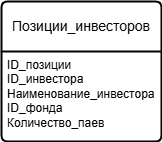 Позиции_инвесторов
ID_позиции
ID_инвестора
Наименование_инвестора
ID_фонда
Количество_паев